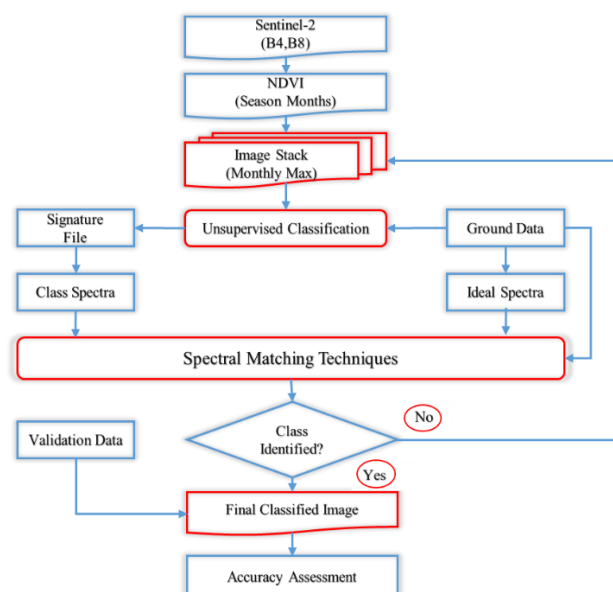 Sentinel-2
(B4,B8)
NDVI
(Season Months)
Image Stack
(Monthly Max)
Signature
File
Unsupervised Classification
Ground Data
Class Spectra
Ideal Spectra
Spectral Matching Techniques
No
Class
Identified?
Validation Data
Yes
Final Classified Image
Accuracy Assessment